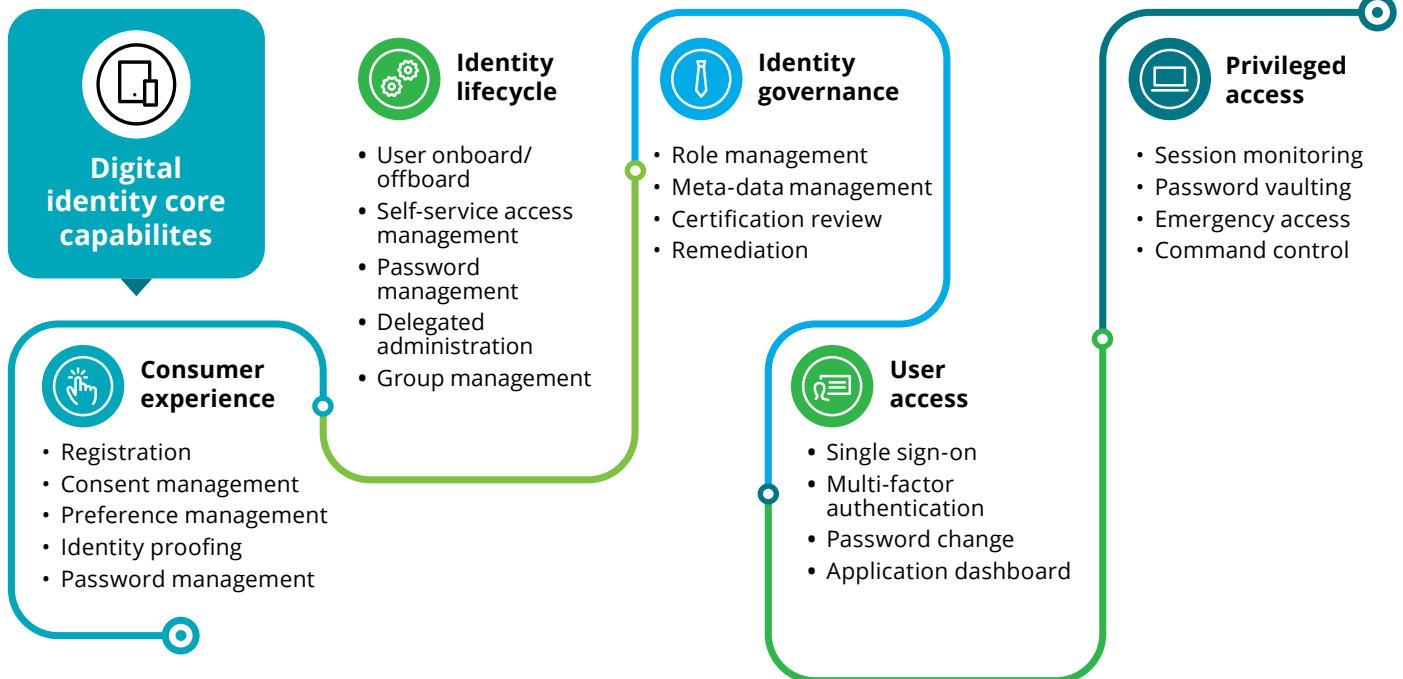 Digital
identity core
capabilites
Consumer
experience
• Registration
• Consent management
• Preference management
• Identity proofing
• Password management
Identity
lifecycle
• User onboard/
offboard
• Self-service access
management
• Password
management
• Delegated
administration
• Group management
Identity
governance
• Role management
• Meta-data management
• Certification review
• Remediation
User
access
• Single sign-on
• Multi-factor
authentication
• Password change
• Application dashboard
Privileged
access
• Session monitoring
• Password vaulting
• Emergency access
• Command control